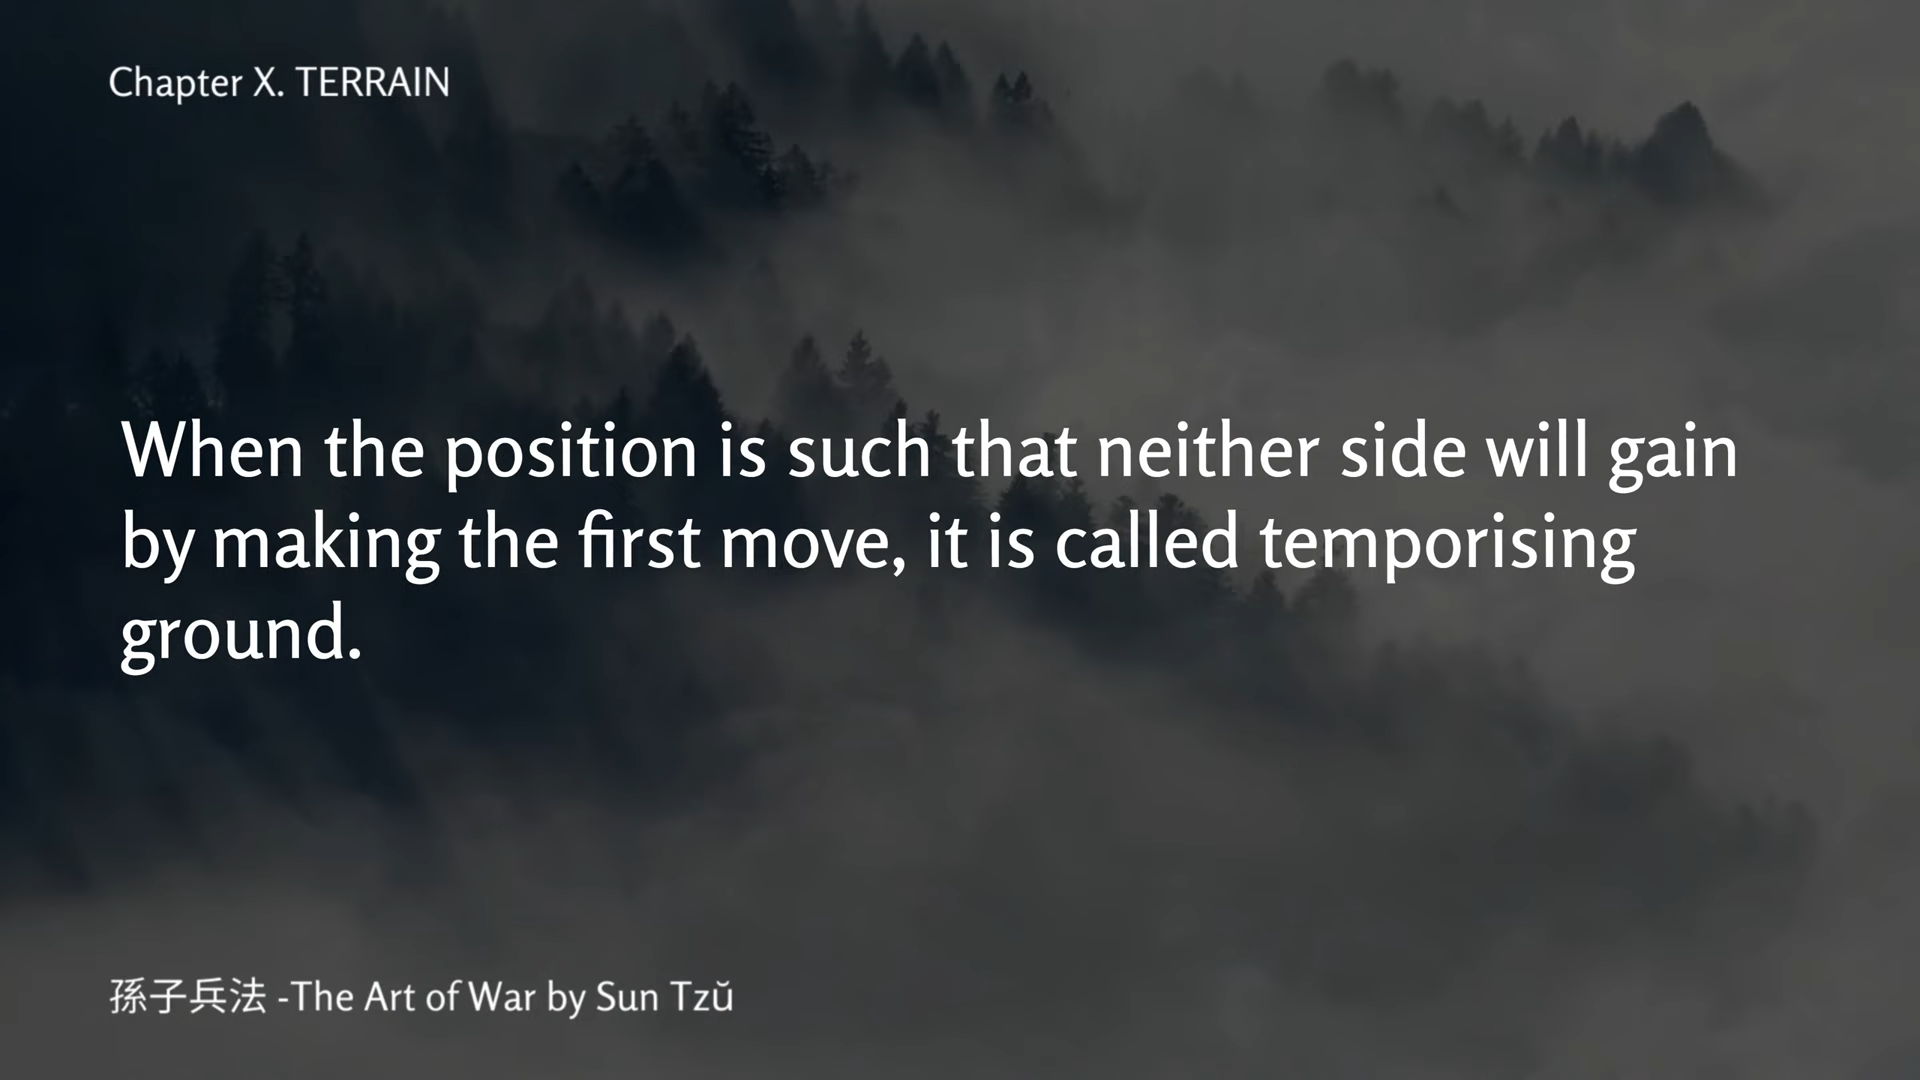 Chapter X. TERRAIN
When the position is such that neither side will gain
by making the first move, it is called temporising
ground.
孫子兵法 -The Art of War by Sun Tzŭ